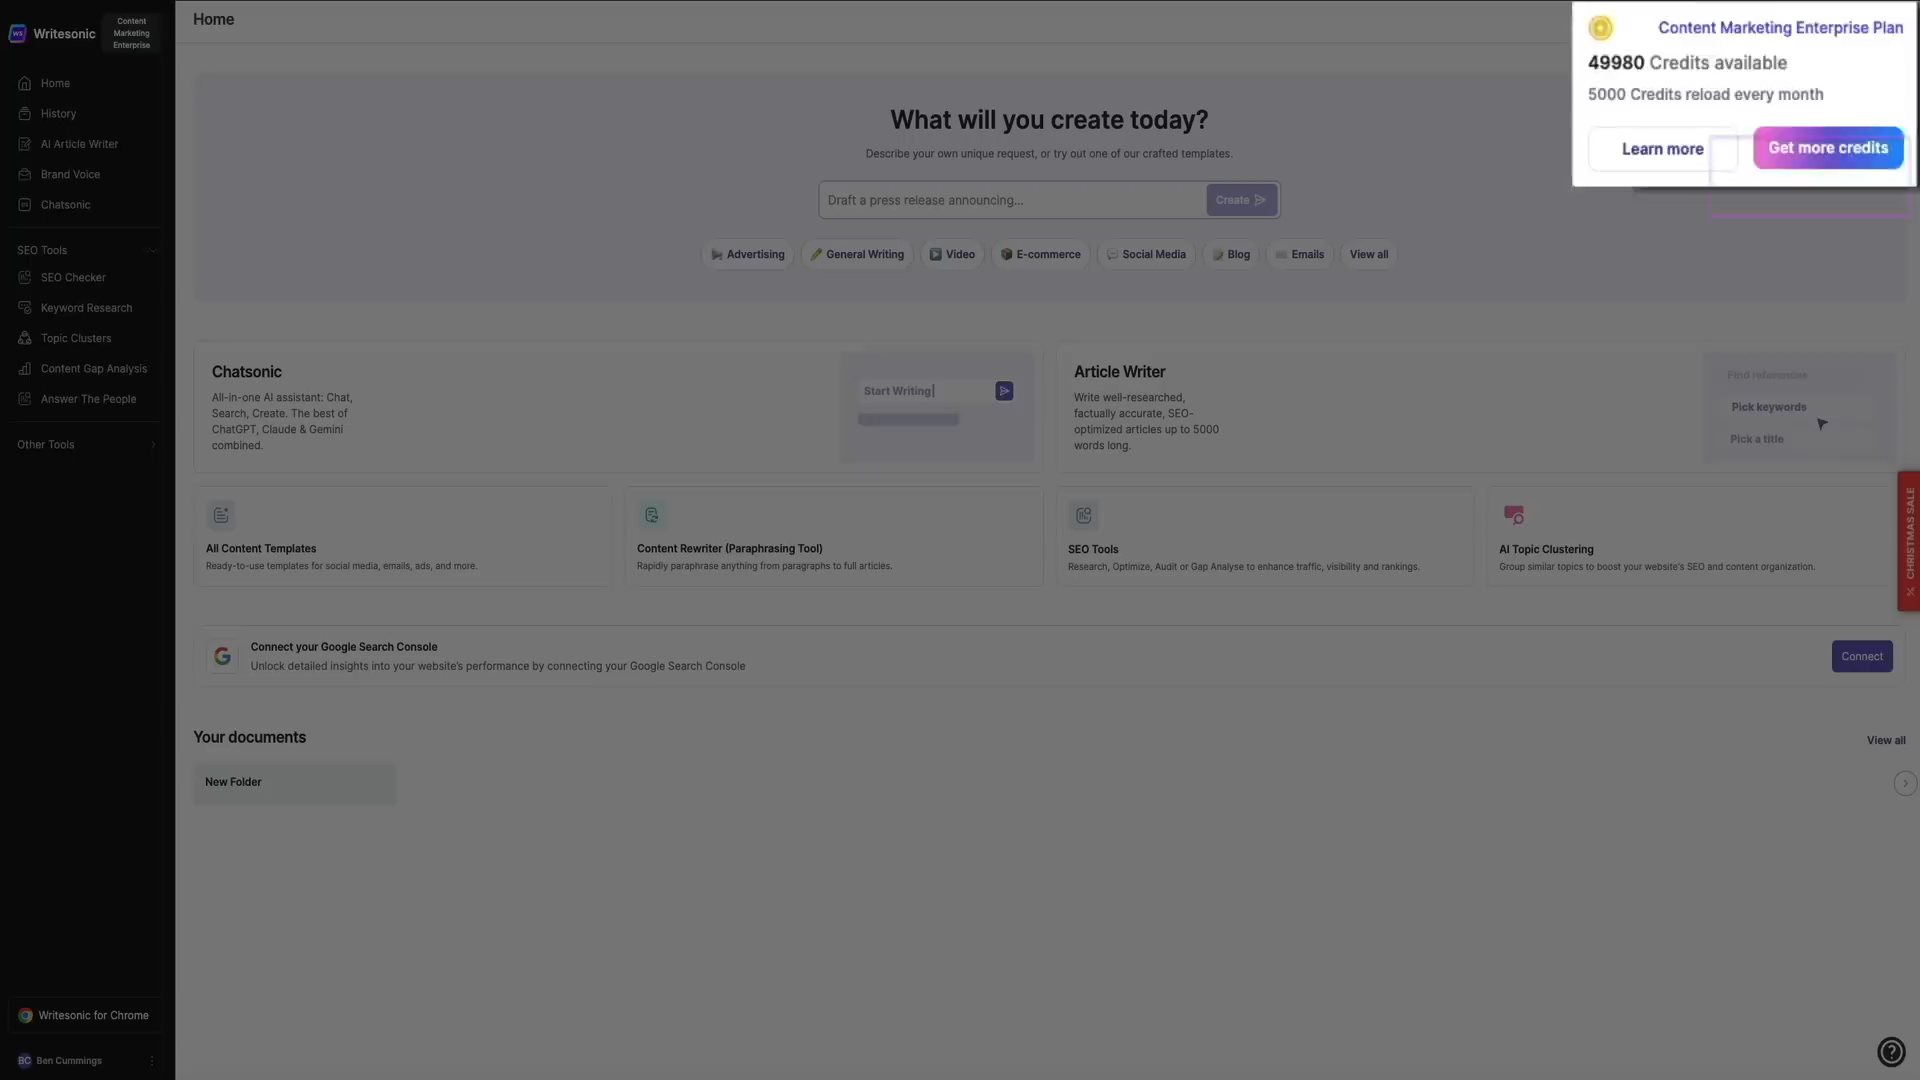 Writesonic
Content
Marketing
Enterprise
Home
History
AI Article Writer
Brand Voice
Chatsonic
SEO Tools
SEO Checker
Keyword Research
Topic Clusters
Content Gap Analysis
Answer The People
Other Tools
Writesonic for Chrome
BC Ben Cummings
Home
Content Marketing Enterprise Plan
49980 Credits available
5000 Credits reload every month
Learn more
Get more credits
What will you create today?
Describe your own unique request, or try out one of our crafted templates.
Draft a press release announcing...
Create
Advertising
General Writing
Video
E-commerce
Social Media
Blog
Emails
View all
Chatsonic
All-in-one AI assistant: Chat,
Search, Create. The best of
ChatGPT, Claude & Gemini
combined.
Start Writing
Article Writer
Write well-researched,
factually accurate, SEO-
optimized articles up to 5000
words long.
Find references
Pick keywords
Pick a title
All Content Templates
Ready-to-use templates for social media, emails, ads, and more.
Content Rewriter (Paraphrasing Tool)
Rapidly paraphrase anything from paragraphs to full articles.
SEO Tools
Research, Optimize, Audit or Gap Analyse to enhance traffic, visibility and rankings.
AI Topic Clustering
Group similar topics to boost your website's SEO and content organization.
CHRISTMAS SALE
Connect your Google Search Console
Unlock detailed insights into your website's performance by connecting your Google Search Console
Connect
Your documents
View all
New Folder